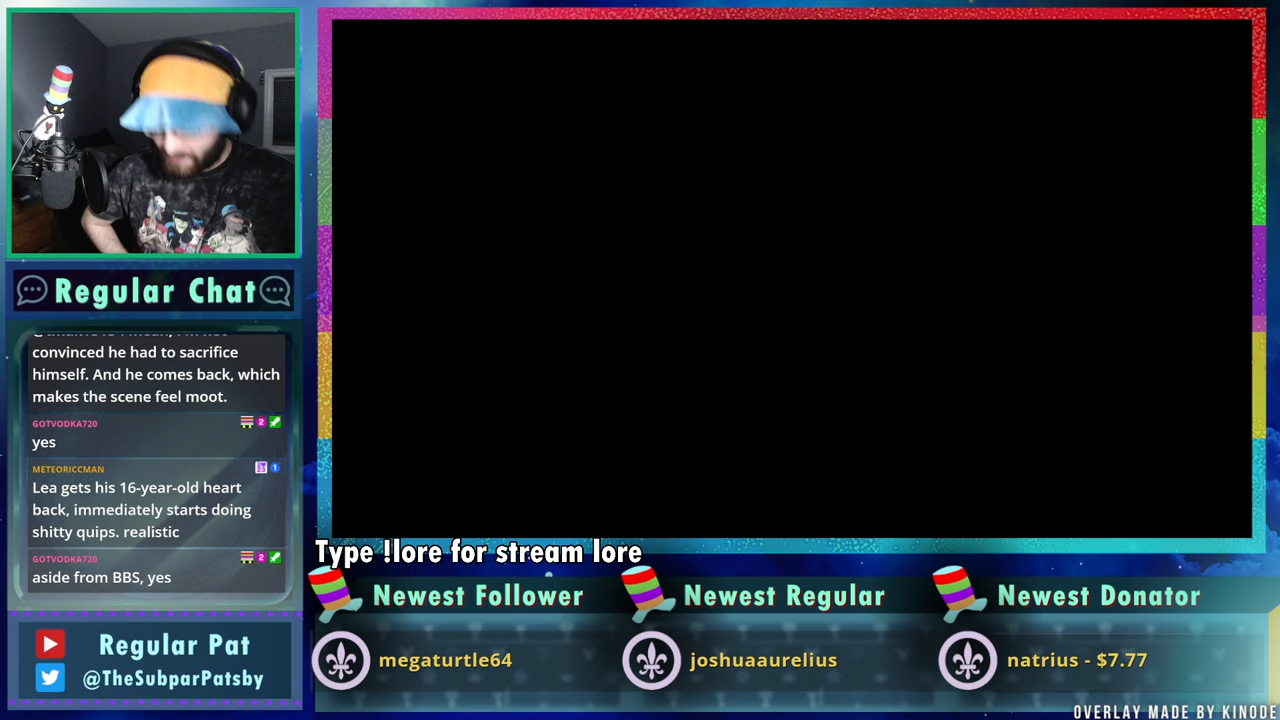 Regular Chat
convinced he had to sacrifice
himself. And he comes back, which
makes the scene feel moot.
GOTVODKA720
2
yes
METEORICCMAN
1
Lea gets his 16-year-old heart
back, immediately starts doing
shitty quips. realistic
GOTVODKA720
2
aside from BBS, yes
Regular Pat
@TheSubparPatsby
Type !lore for stream lore
Newest Follower
megaturtle64
Newest Regular
joshuaaurelius
Newest Donator
natrius - $7.77
OVERLAY MADE BY KINODE